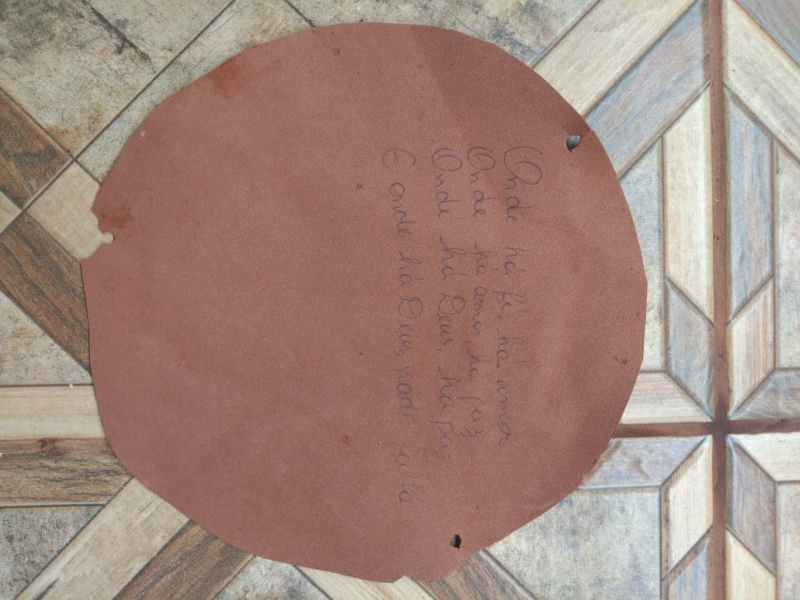 Onde há fé, há amor
Onde há amor, há paz
Onde há Deus, há paz
E onde há Deus, nada falta